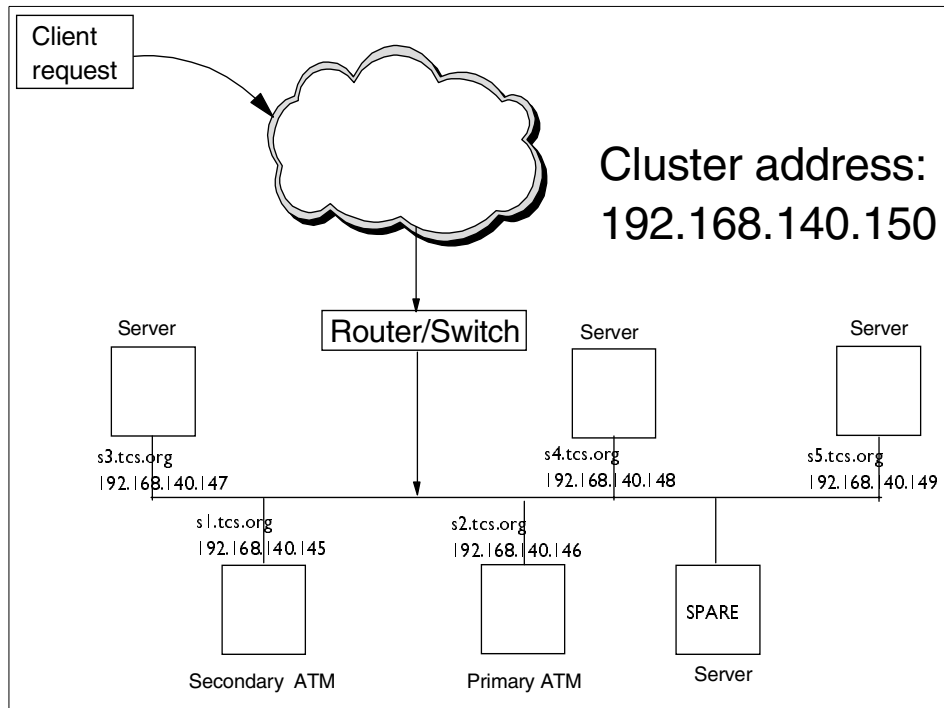 Client
request
Cluster address:
192.168.140.150
Router/Switch
Server
Server
Server
s3.tcs.org
192.168.140.147
s4.tcs.org
192.168.140.148
s5.tcs.org
192.168.140.149
s1.tcs.org
192.168.140.145
s2.tcs.org
192.168.140.146
SPARE
Secondary ATM
Primary ATM
Server